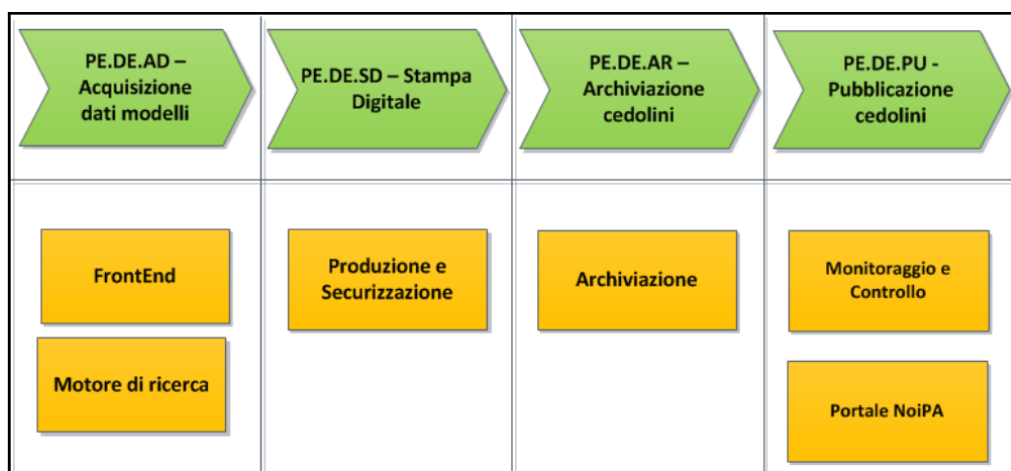 PE.DE.AD –
Acquisizione
dati modelli
PE.DE.SD – Stampa
Digitale
PE.DE.AR –
Archiviazione
cedolini
PE.DE.PU -
Pubblicazione
cedolini
FrontEnd
Motore di ricerca
Produzione e
Securizzazione
Archiviazione
Monitoraggio e
Controllo
Portale NoiPA